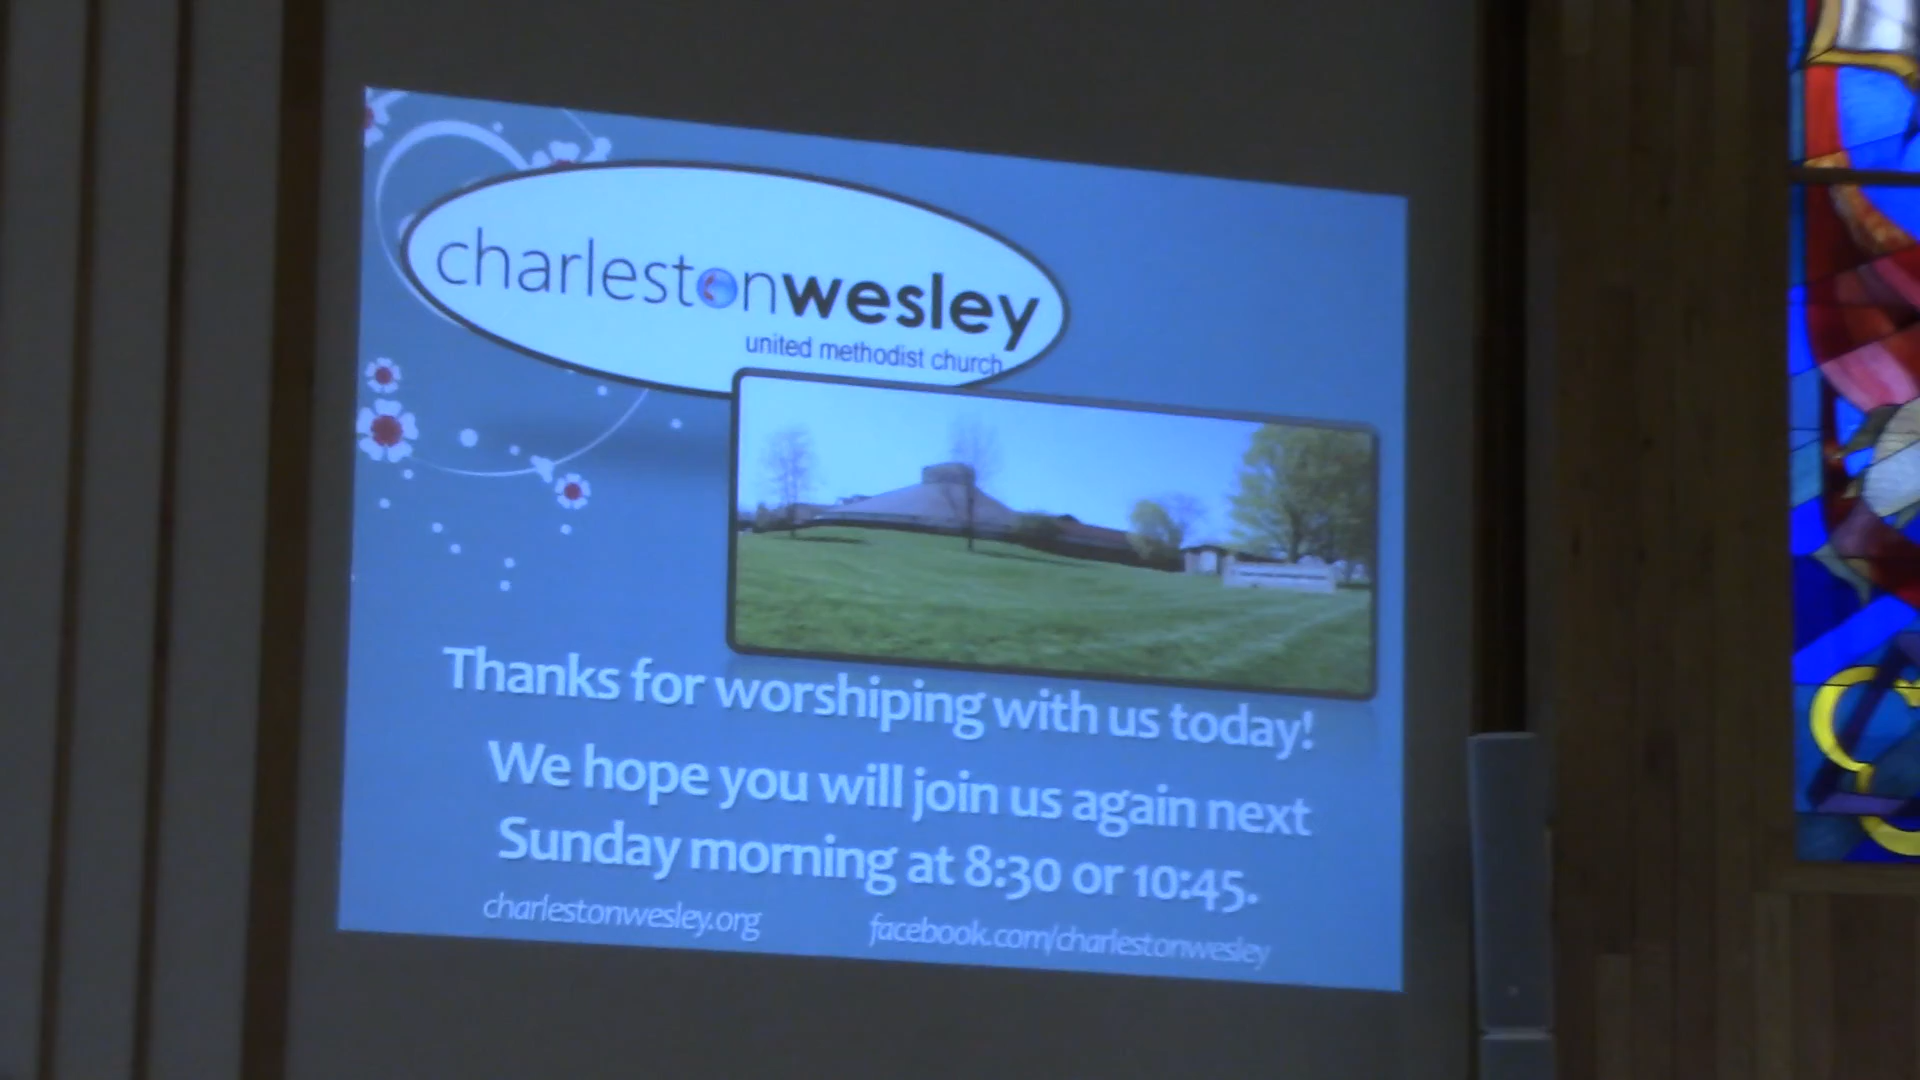 charlestonwesley
united methodist church
Thanks for worshiping with us today!
We hope you will join us again next
Sunday morning at 8:30 or 10:45.
charlestonwesley.org facebook.com/charlestonwesley